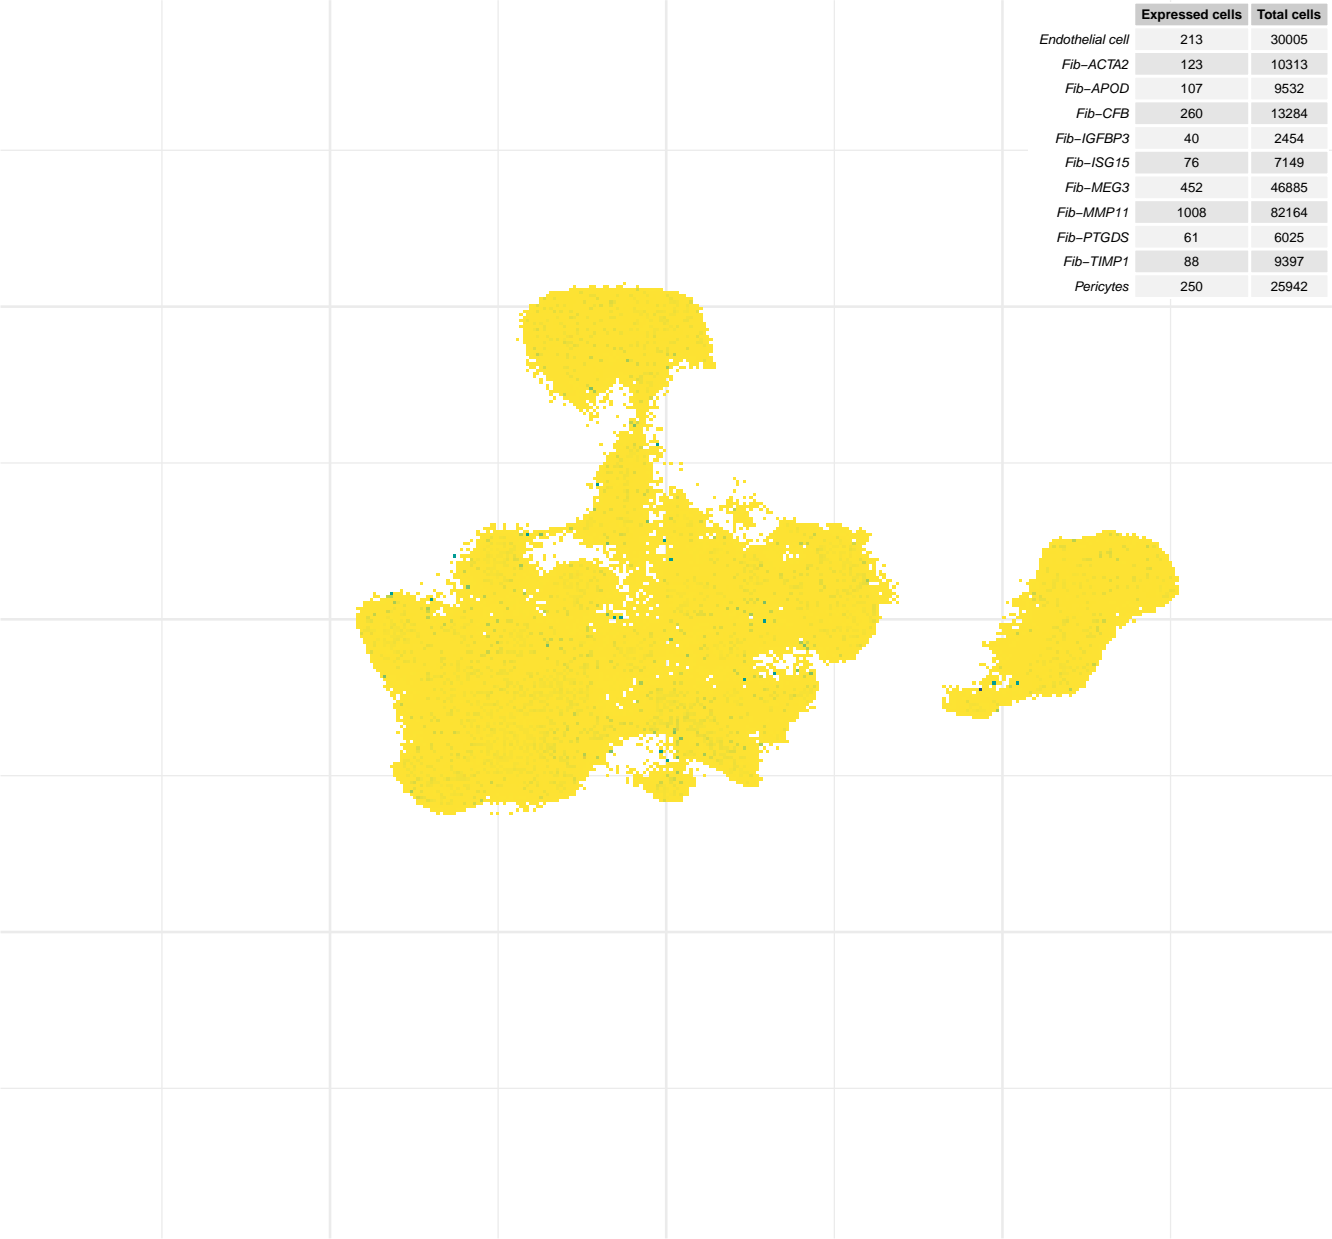 Expressed cells Total cells
Endothelial cell 213 30005
Fib−ACTA2 123 10313
Fib−APOD 107 9532
Fib−CFB 260 13284
Fib−IGFBP3 40 2454
Fib−ISG15 76 7149
Fib−MEG3 452 46885
Fib−MMP11 1008 82164
Fib−PTGDS 61 6025
Fib−TIMP1 88 9397
Pericytes 250 25942